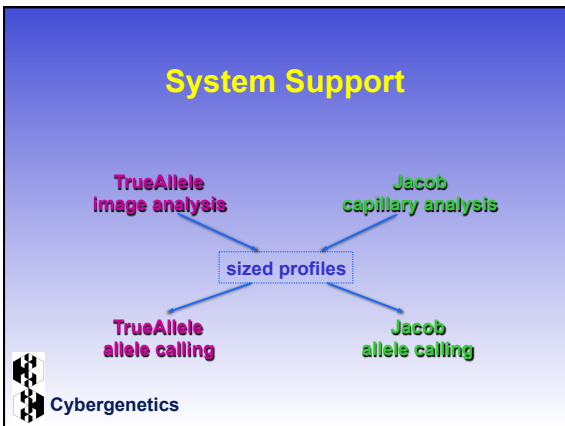 System Support
TrueAllele
image analysis
Jacob
capillary analysis
sized profiles
TrueAllele
allele calling
Jacob
allele calling
Cybergenetics